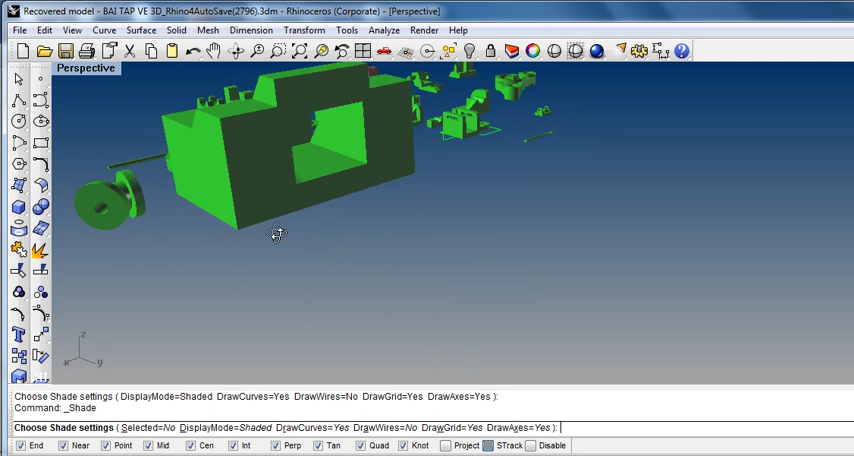 Recovered model - BAI TAP VE 3D_Rhino4AutoSave(2796).3dm - Rhinoceros (Corporate) - [Perspective]
File Edit View Curve Surface Solid Mesh Dimension Transform Tools Analyze Render Help
Perspective
z
x y
Choose Shade settings ( DisplayMode=Shaded DrawCurves=Yes DrawWires=No DrawGrid=Yes DrawAxes=Yes ):
Command: _Shade
Choose Shade settings ( Selected=No DisplayMode=Shaded DrawCurves=Yes DrawWires=No DrawGrid=Yes DrawAxes=Yes ):
End Near Point Mid Cen Int Perp Tan Quad Knot Project STrack Disable